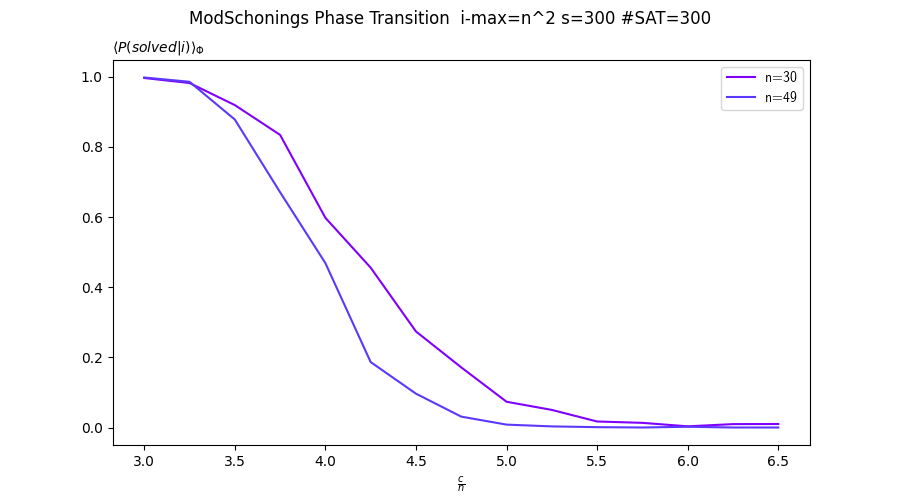 ModSchonings Phase Transition  i-max=n^2 s=300 #SAT=300
⟨P(solved|i)⟩Φ
1.0
0.8
0.6
0.4
0.2
0.0
n=30
n=49
3.0 3.5 4.0 4.5 5.0 5.5 6.0 6.5
c/n